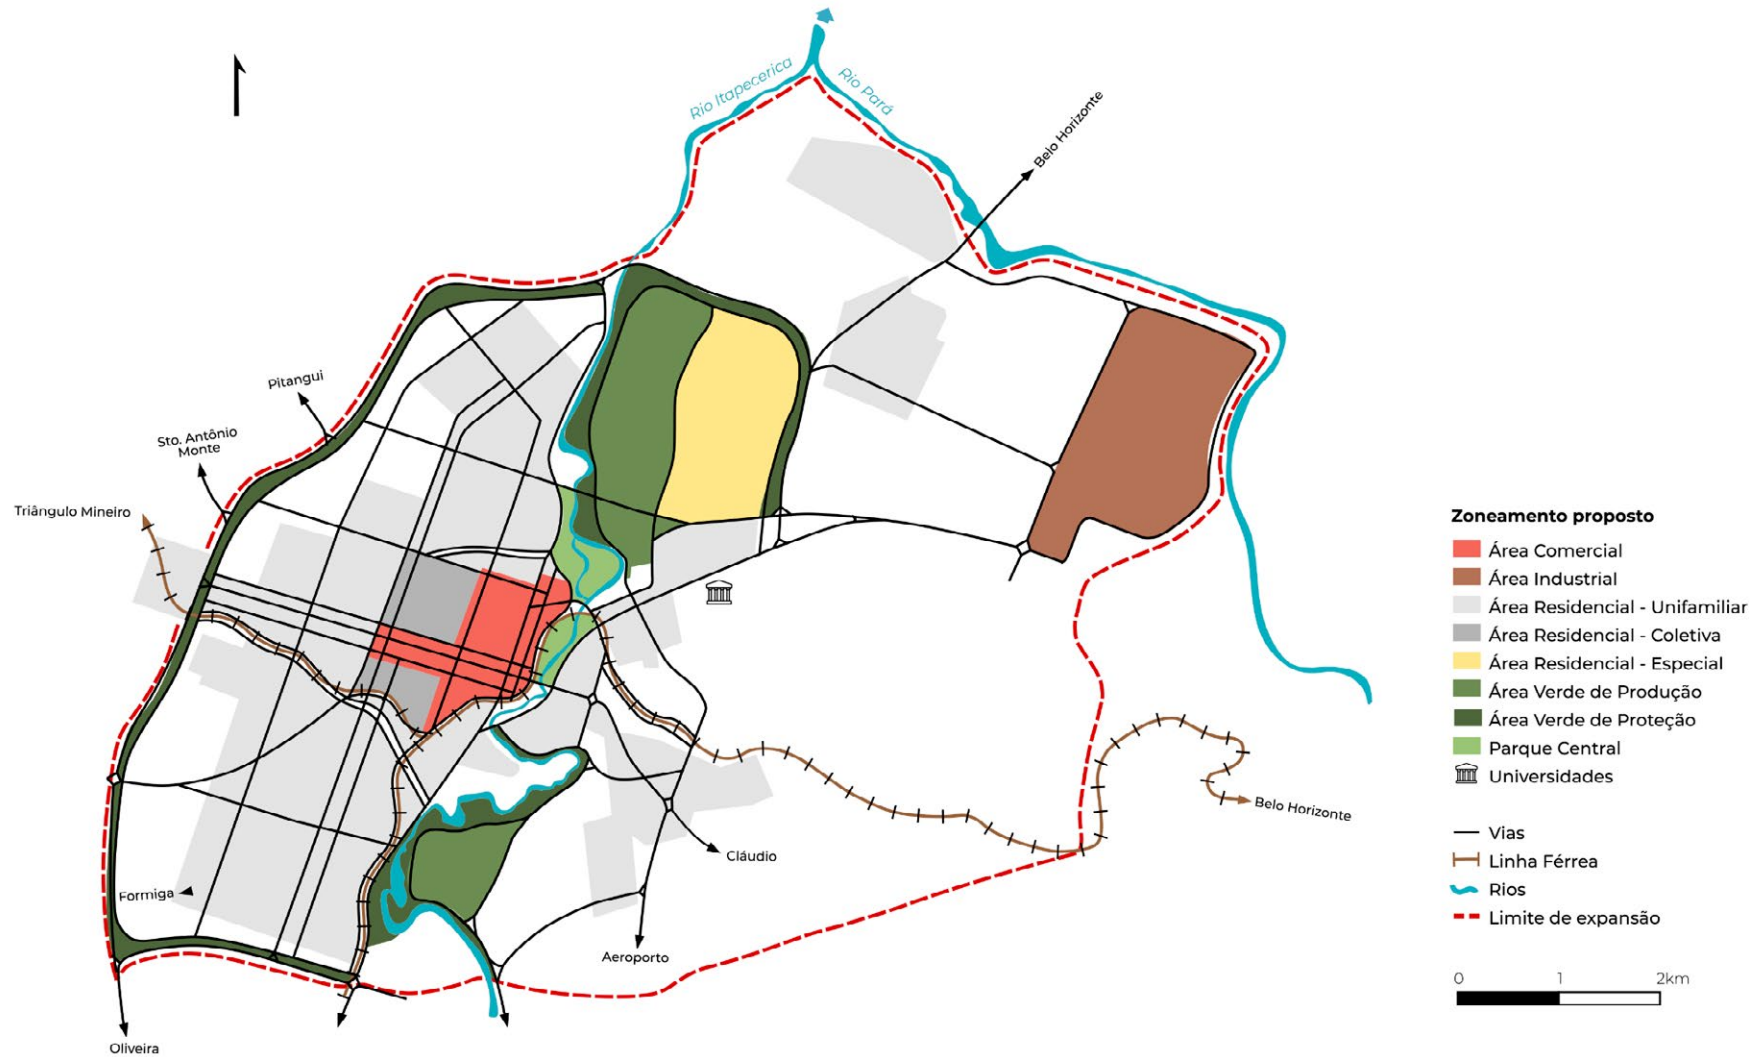 Rio Itapecerica
Rio Pará
Belo Horizonte
Pitangui
Sto. Antônio
Monte
Triângulo Mineiro
Formiga
Oliveira
Cláudio
Aeroporto
Belo Horizonte
Zoneamento proposto
Área Comercial
Área Industrial
Área Residencial - Unifamiliar
Área Residencial - Coletiva
Área Residencial - Especial
Área Verde de Produção
Área Verde de Proteção
Parque Central
Universidades
Vias
Linha Férrea
Rios
Limite de expansão
0 1 2km